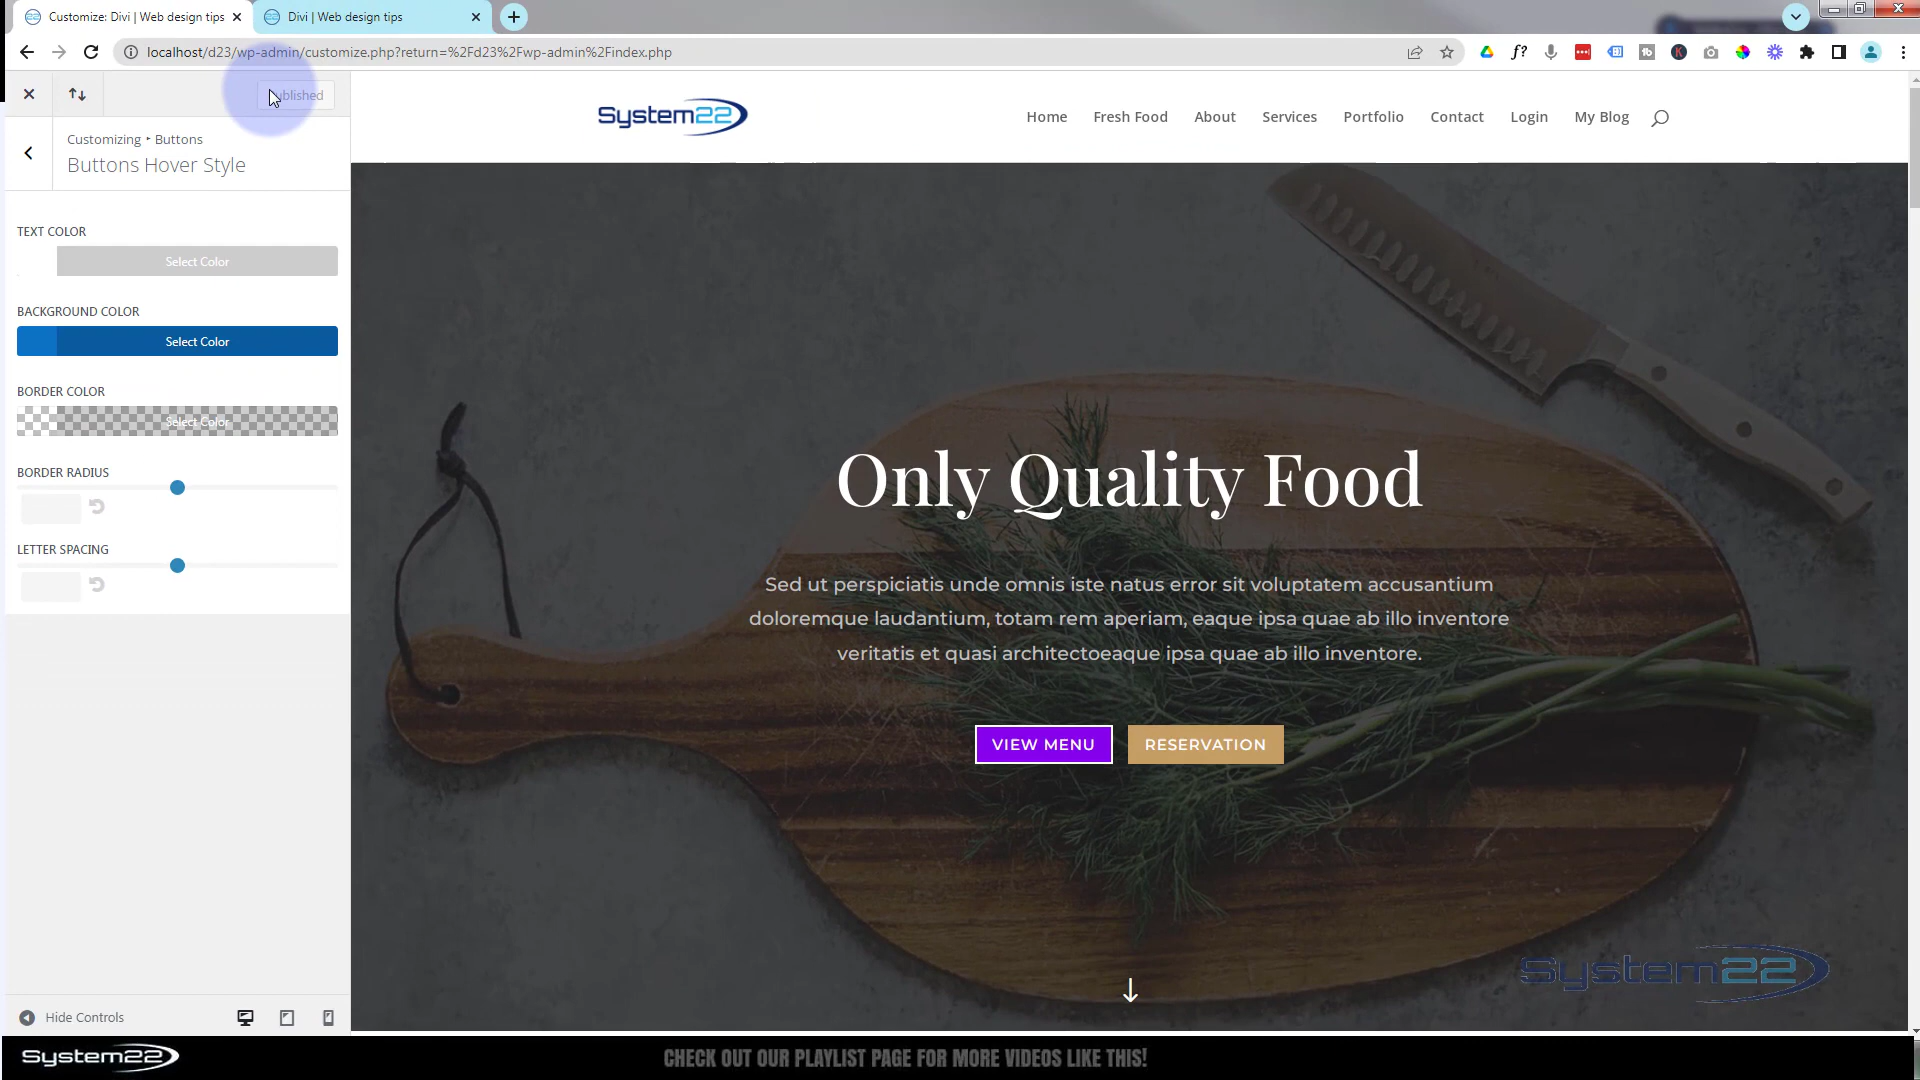 Customize: Divi | Web design tips
Divi | Web design tips
localhost/d23/wp-admin/customize.php?return=%2Fd23%2Fwp-admin%2Findex.php
Customizing ‣ Buttons
Buttons Hover Style
TEXT COLOR
Select Color
BACKGROUND COLOR
Select Color
BORDER COLOR
Select Color
BORDER RADIUS
LETTER SPACING
Hide Controls
System22
Home
Fresh Food
About
Services
Portfolio
Contact
Login
My Blog
Only Quality Food
Sed ut perspiciatis unde omnis iste natus error sit voluptatem accusantium
doloremque laudantium, totam rem aperiam, eaque ipsa quae ab illo inventore
veritatis et quasi architectoeaque ipsa quae ab illo inventore.
VIEW MENU
RESERVATION
System22
System22
CHECK OUT OUR PLAYLIST PAGE FOR MORE VIDEOS LIKE THIS!